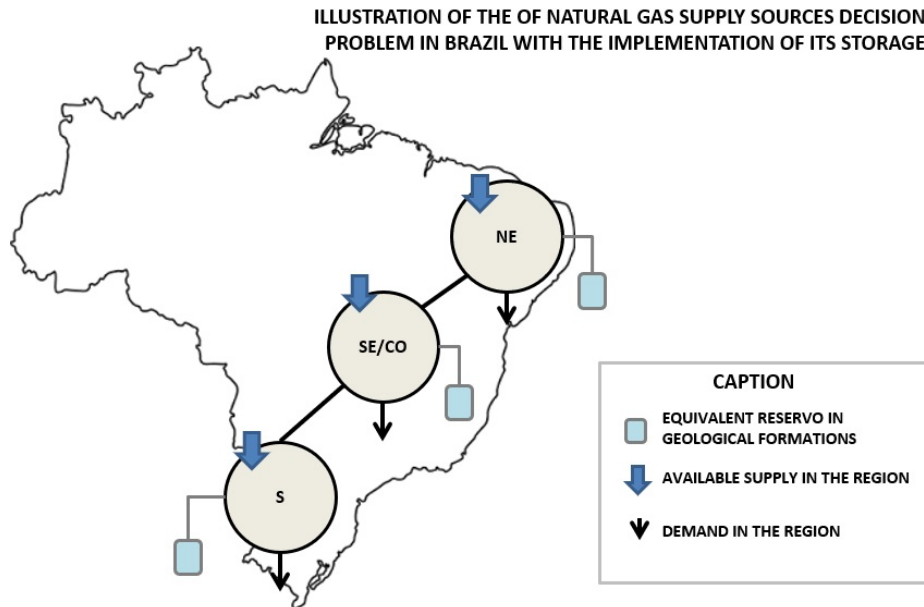 ILLUSTRATION OF THE OF NATURAL GAS SUPPLY SOURCES DECISION
PROBLEM IN BRAZIL WITH THE IMPLEMENTATION OF ITS STORAGE
NE
SE/CO
S
CAPTION
EQUIVALENT RESERVO IN
GEOLOGICAL FORMATIONS
AVAILABLE SUPPLY IN THE REGION
DEMAND IN THE REGION